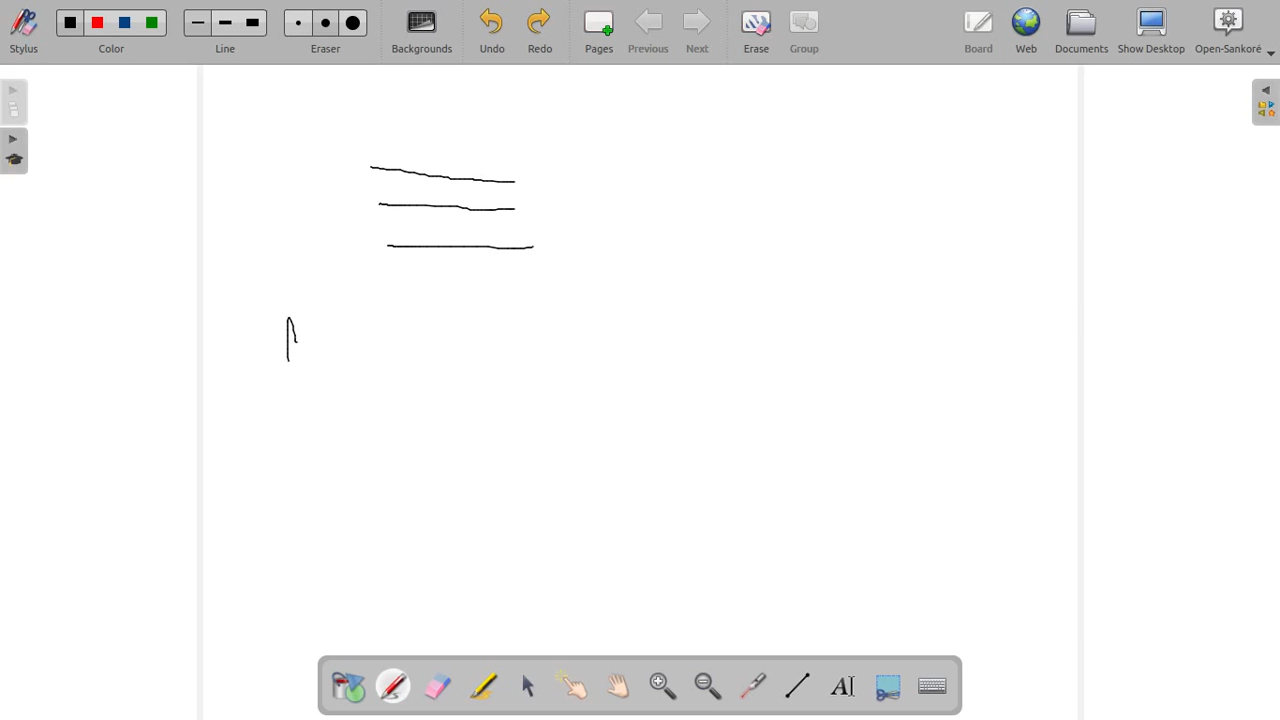 Stylus
Color
Line
Eraser
Backgrounds
Undo
Redo
Pages
Previous
Next
Erase
Group
Board
Web
Documents
Show Desktop
Open-Sankoré